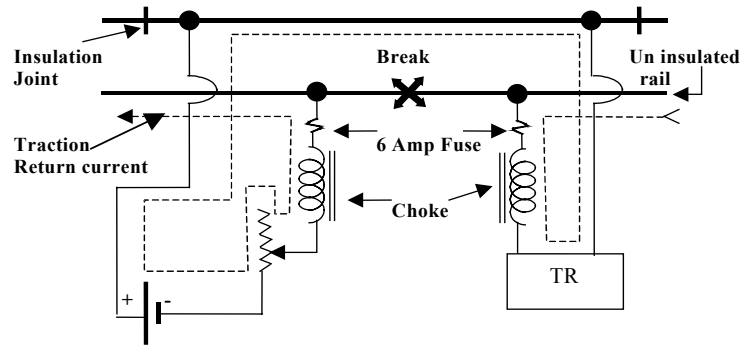 Insulation
Joint
Break
Un insulated
rail
Traction
Return current
6 Amp Fuse
Choke
TR
+
-